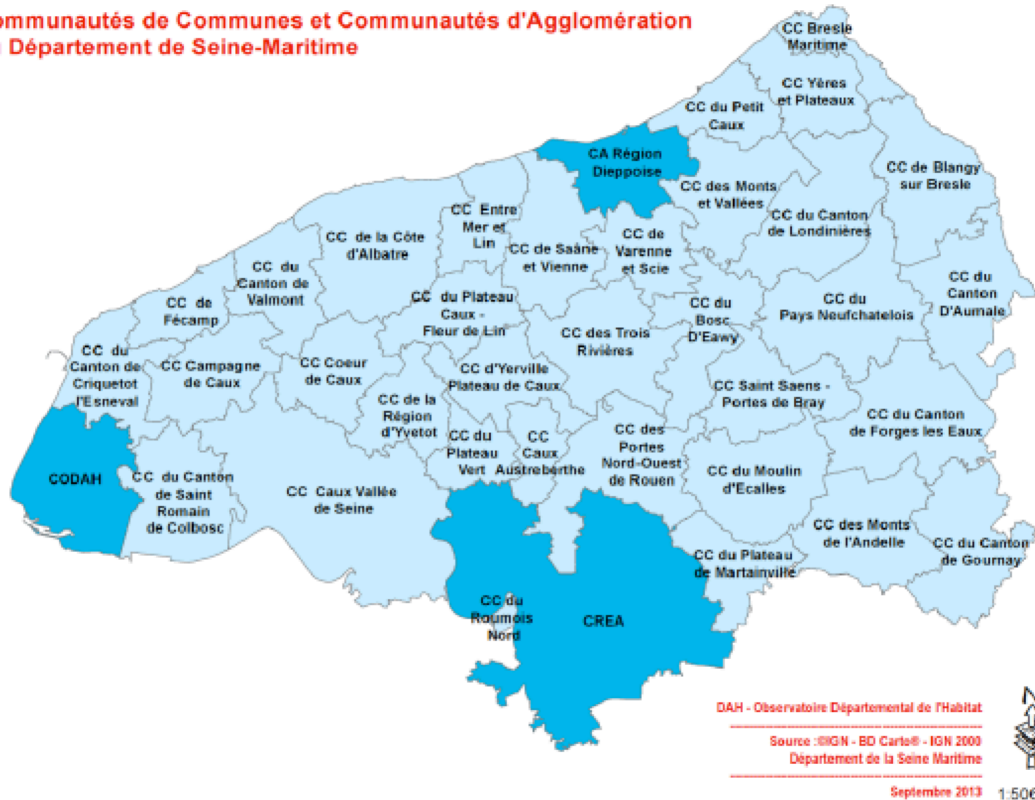 ommunautés de Communes et Communautés d'Agglomération
Département de Seine-Maritime
CC Bresle
Maritime
CC Yères
et Plateaux
CC du Petit
Caux
CA Région
Dieppoise
CC de Blangy
sur Bresle
CC des Monts
et Vallées
CC du Canton
de Londinières
CC Entre
Mer et
Lin
CC de la Côte
d'Albatre
CC de Saâne
et Vienne
CC de
Varenne
et Scie
CC du
Canton de
Valmont
CC du
Canton
D'Aumale
CC de
Fécamp
CC du Plateau
Caux -
Fleur de Lin
CC des Trois
Rivières
CC du
Bosc
D'Eawy
CC du
Pays Neufchatelois
CC du
Canton de
Criquetot
l'Esneval
CC Campagne
de Caux
CC Coeur
de Caux
CC d'Yerville
Plateau de Caux
CC de la
Région
d'Yvetot
CC Saint Saens -
Portes de Bray
CC du Canton
de Forges les Eaux
CC du
Plateau
Vert
CC
Caux
Austreberthe
CC des
Portes
Nord-Ouest
de Rouen
CC du Moulin
d'Ecalles
CODAH
CC du Canton
de Saint
Romain
de Colbosc
CC Caux Vallée
de Seine
CC des Monts
de l'Andelle
CC du Canton
de Gournay
CC du Plateau
de Martainville
CC du
Roumois
Nord
CREA
N
DAH - Observatoire Départemental de l'Habitat
Source :©IGN - BD Carto® - IGN 2000
Département de la Seine Maritime
Septembre 2013